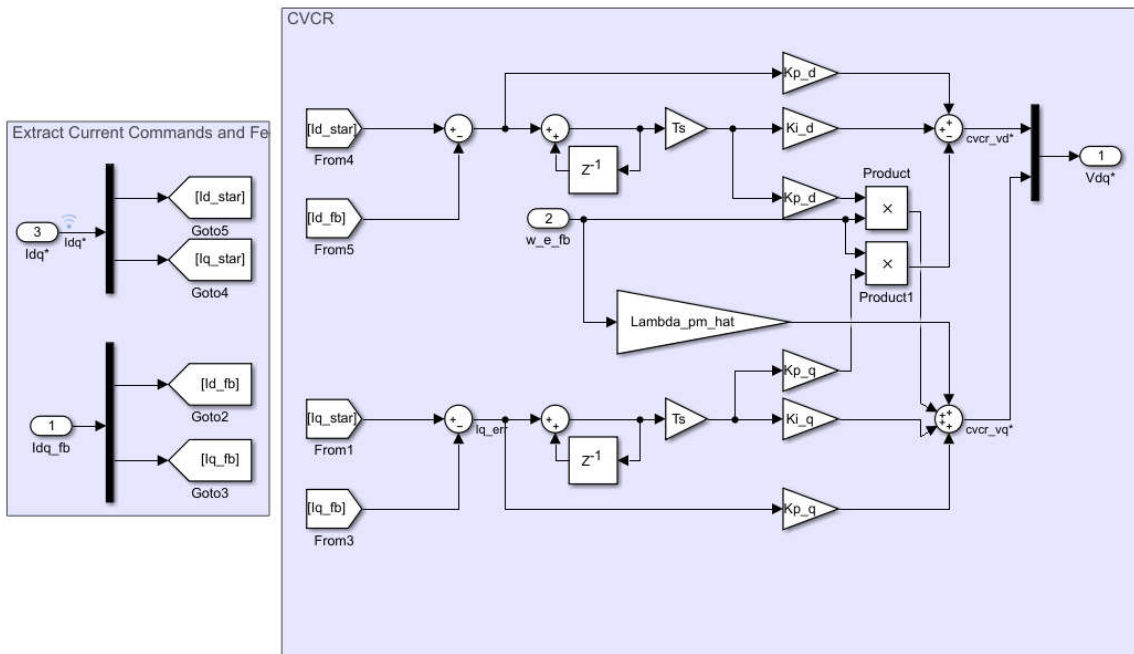 CVCR
Extract Current Commands and Fe
3
Idq*
Idq*
[Id_star]
Goto5
[Iq_star]
Goto4
1
Idq_fb
[Id_fb]
Goto2
[Iq_fb]
Goto3
[Id_star]
From4
+
−
+
+
Z-1
Ts
Kp_d
Ki_d
Kp_d
+
+
−
cvcr_vd*
[Id_fb]
From5
2
w_e_fb
Product
×
×
Product1
1
Vdq*
Lambda_pm_hat
[Iq_star]
From1
+
−
Iq_err
+
+
Z-1
Ts
Kp_q
Ki_q
Kp_q
+
+
+
+
cvcr_vq*
[Iq_fb]
From3